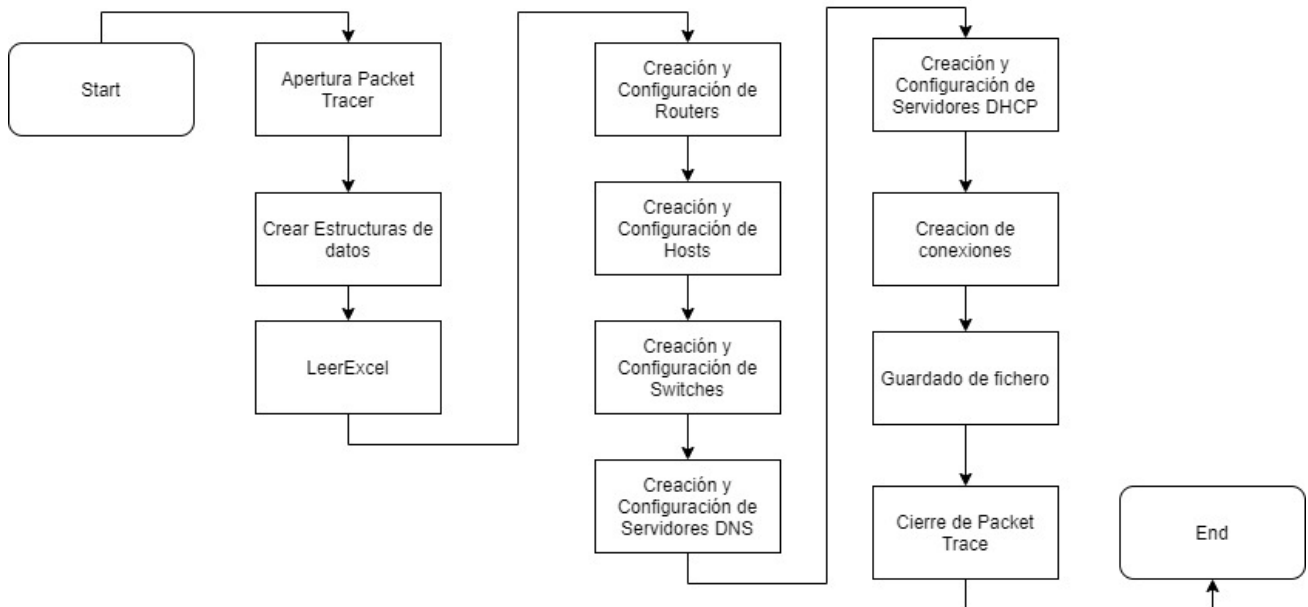 Start
Apertura Packet
Tracer
Crear Estructuras de
datos
LeerExcel
Creación y
Configuración de
Routers
Creación y
Configuración de
Hosts
Creación y
Configuración de
Switches
Creación y
Configuración de
Servidores DNS
Creación y
Configuración de
Servidores DHCP
Creacion de
conexiones
Guardado de fichero
Cierre de Packet
Trace
End